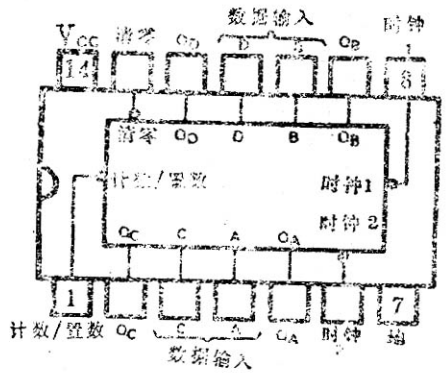 数据输入
VCC 清零 QD D B QB 时钟1
14 8
清零 QD D B QB
计数/置数 时钟1
时钟2
QC C A QA
1 7
计数/置数 QC C A QA 时钟 地
数据输入